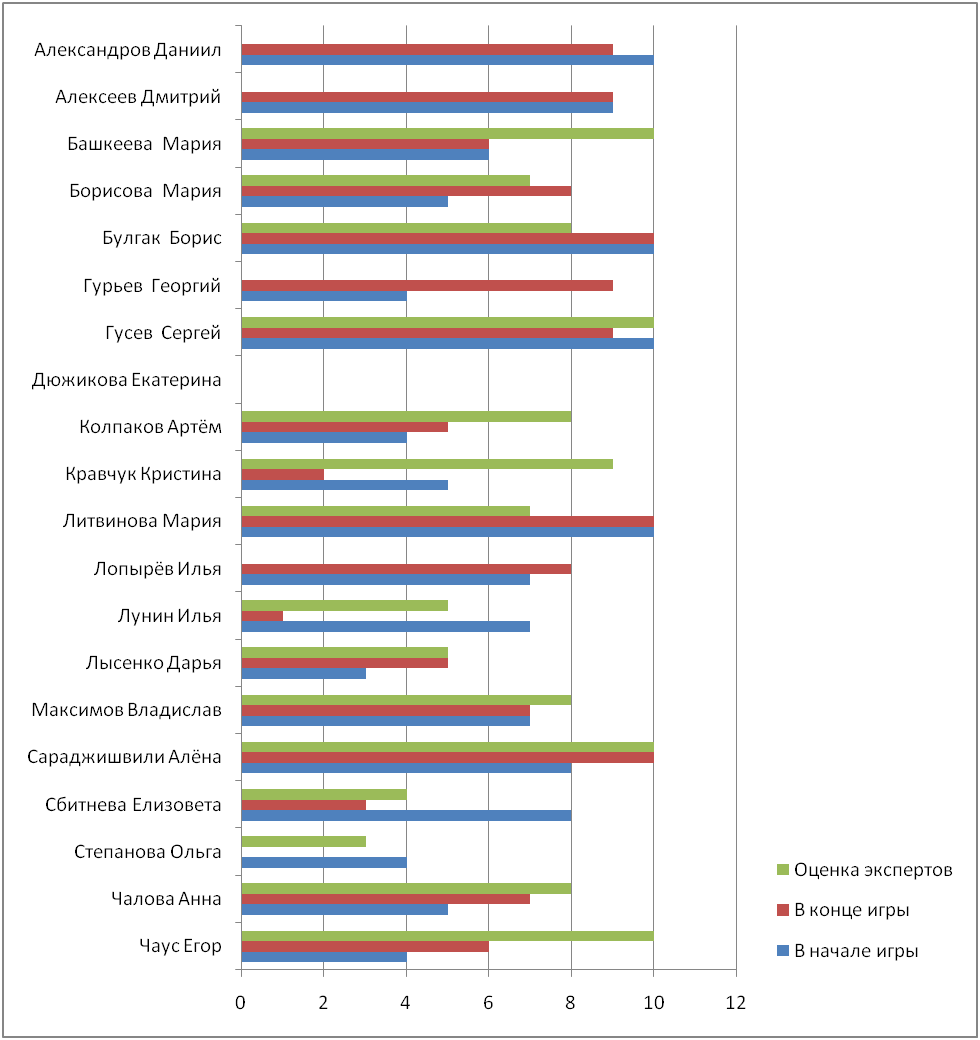 Александров Даниил
Алексеев Дмитрий
Башкеева  Мария
Борисова  Мария
Булгак  Борис
Гурьев  Георгий
Гусев  Сергей
Дюжикова Екатерина
Колпаков Артём
Кравчук Кристина
Литвинова Мария
Лопырёв Илья
Лунин Илья
Лысенко Дарья
Максимов Владислав
Сараджишвили Алёна
Сбитнева Елизовета
Степанова Ольга
Чалова Анна
Чаус Егор
0 2 4 6 8 10 12
Оценка экспертов
В конце игры
В начале игры